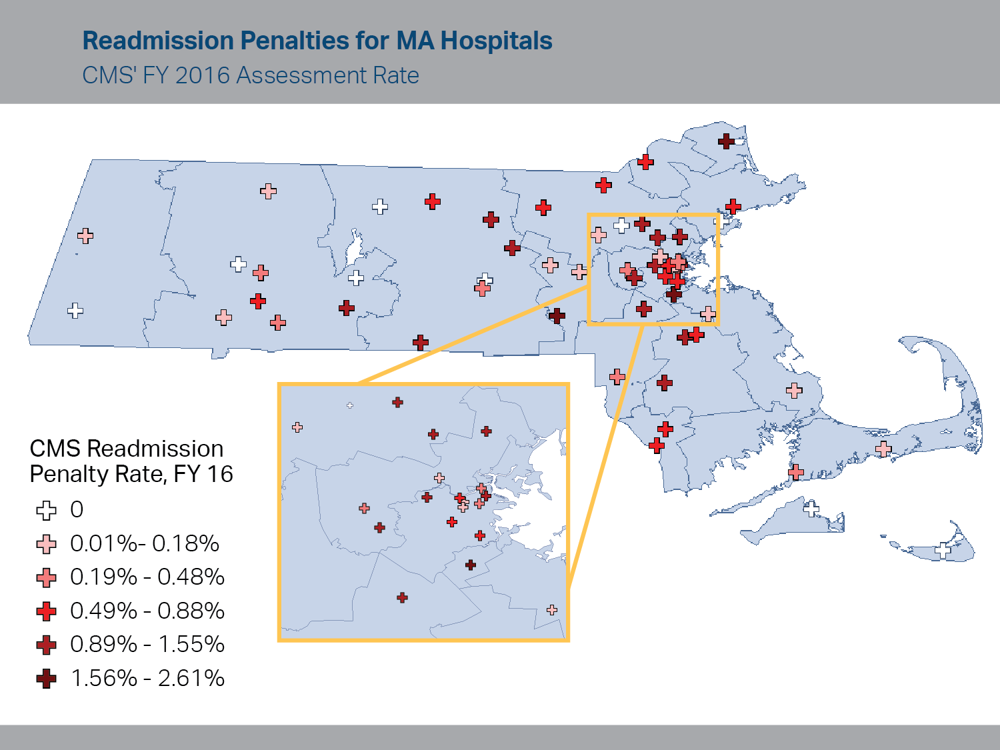 Readmission Penalties for MA Hospitals
CMS' FY 2016 Assessment Rate
CMS Readmission
Penalty Rate, FY 16
0
0.01%- 0.18%
0.19% - 0.48%
0.49% - 0.88%
0.89% - 1.55%
1.56% - 2.61%